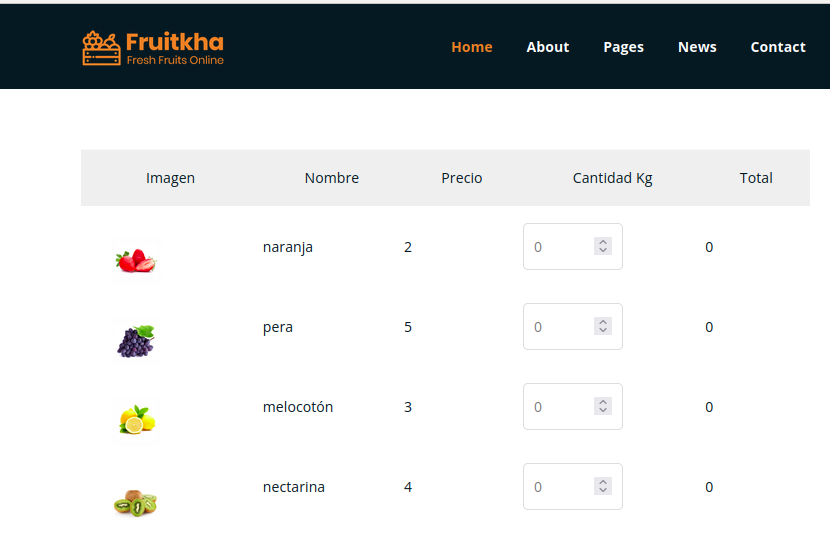 Fruitkha
Fresh Fruits Online
Home About Pages News Contact
Imagen Nombre Precio Cantidad Kg Total
naranja 2 0 0
pera 5 0 0
melocotón 3 0 0
nectarina 4 0 0